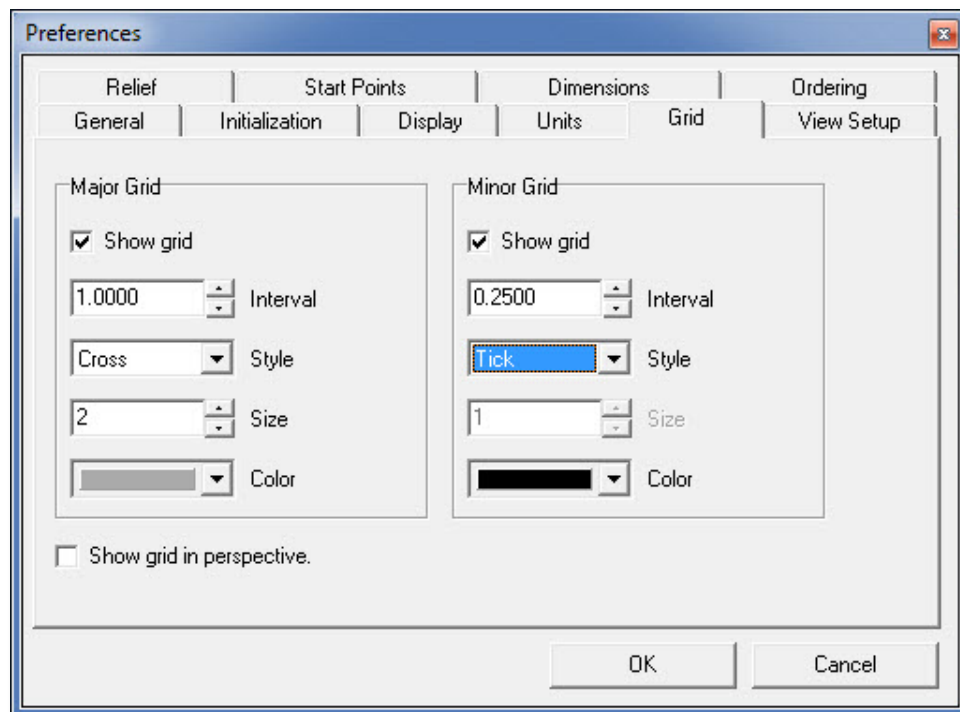 Preferences
Relief Start Points Dimensions Ordering
General Initialization Display Units Grid View Setup
Major Grid
Show grid
1.0000 Interval
Cross Style
2 Size
Color
Minor Grid
Show grid
0.2500 Interval
Tick Style
1 Size
Color
Show grid in perspective.
OK Cancel